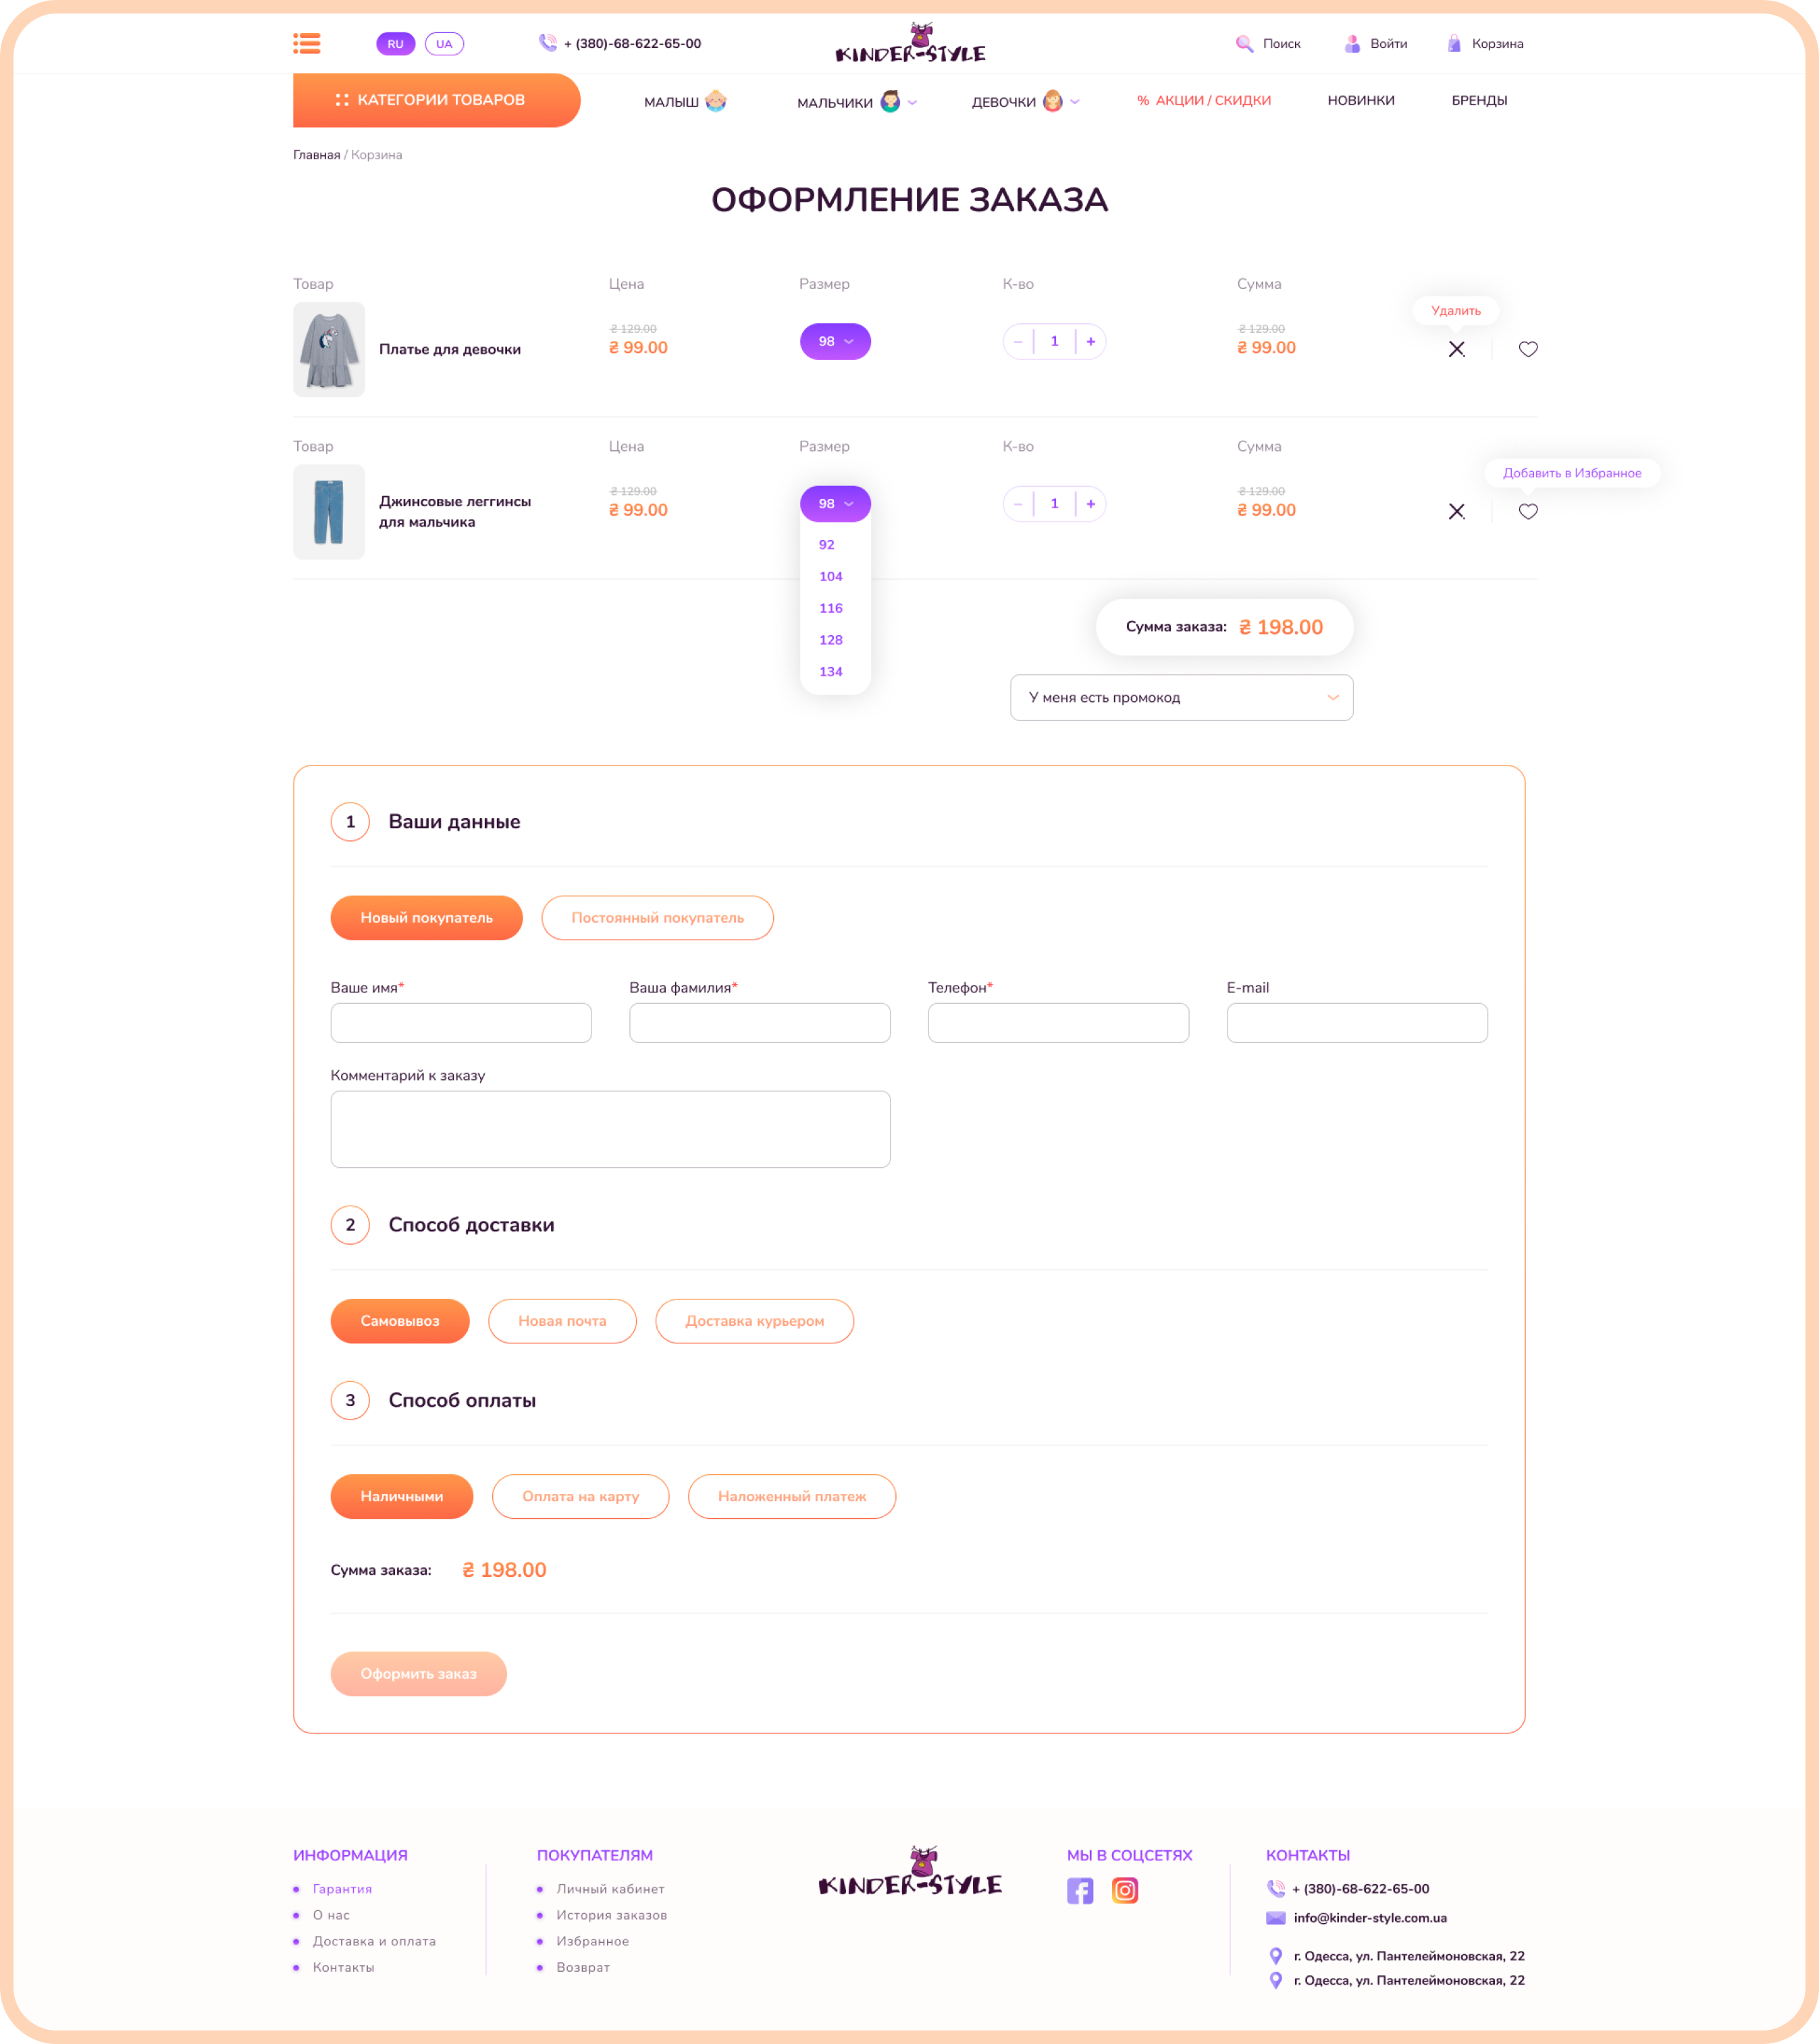 RU
UA
+ (380)-68-622-65-00
KINDER-STYLE
Поиск
Войти
Корзина
КАТЕГОРИИ ТОВАРОВ
МАЛЫШ
МАЛЬЧИКИ
ДЕВОЧКИ
% АКЦИИ / СКИДКИ
НОВИНКИ
БРЕНДЫ
Главная / Корзина
ОФОРМЛЕНИЕ ЗАКАЗА
Товар
Цена
Размер
К-во
Сумма
Удалить
Платье для девочки
₴ 129.00
₴ 99.00
98
– 1 +
₴ 129.00
₴ 99.00
Товар
Цена
Размер
К-во
Сумма
Добавить в Избранное
Джинсовые леггинсы
для мальчика
₴ 129.00
₴ 99.00
98
– 1 +
₴ 129.00
₴ 99.00
92
104
116
128
134
Сумма заказа: ₴ 198.00
У меня есть промокод
1 Ваши данные
Новый покупатель
Постоянный покупатель
Ваше имя*
Ваша фамилия*
Телефон*
E-mail
Комментарий к заказу
2 Способ доставки
Самовывоз
Новая почта
Доставка курьером
3 Способ оплаты
Наличными
Оплата на карту
Наложенный платеж
Сумма заказа: ₴ 198.00
Оформить заказ
ИНФОРМАЦИЯ
Гарантия
О нас
Доставка и оплата
Контакты
ПОКУПАТЕЛЯМ
Личный кабинет
История заказов
Избранное
Возврат
KINDER-STYLE
МЫ В СОЦСЕТЯХ
КОНТАКТЫ
+ (380)-68-622-65-00
info@kinder-style.com.ua
г. Одесса, ул. Пантелеймоновская, 22
г. Одесса, ул. Пантелеймоновская, 22